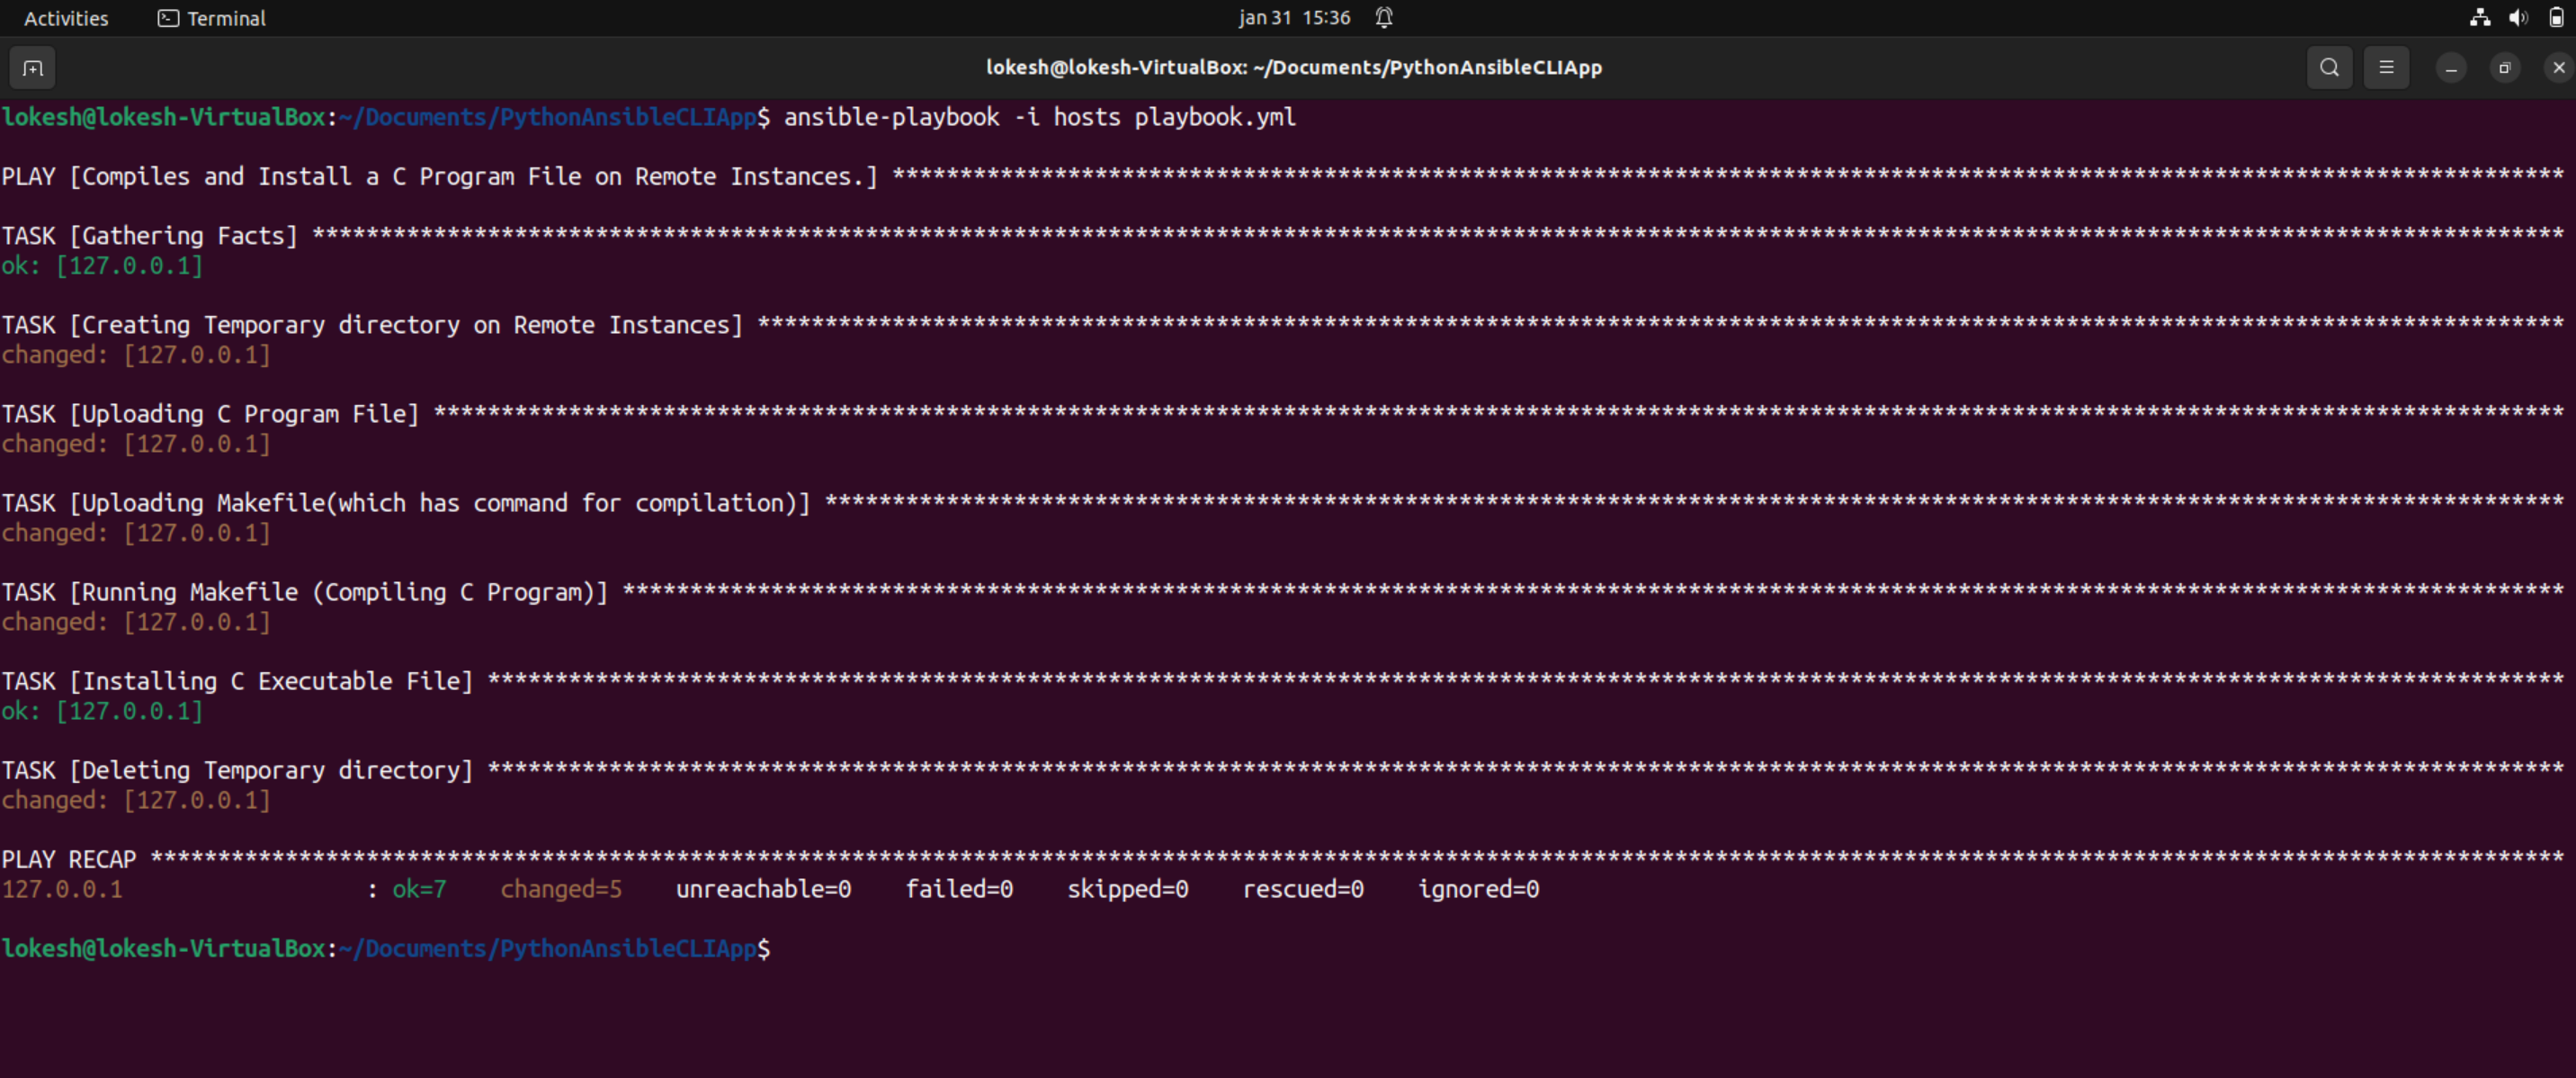 Activities Terminal jan 31 15:36
lokesh@lokesh-VirtualBox: ~/Documents/PythonAnsibleCLIApp
lokesh@lokesh-VirtualBox:~/Documents/PythonAnsibleCLIApp$ ansible-playbook -i hosts playbook.yml
PLAY [Compiles and Install a C Program File on Remote Instances.] ****************************************************************************************************************************
TASK [Gathering Facts] ***********************************************************************************************************************************************************************
ok: [127.0.0.1]
TASK [Creating Temporary directory on Remote Instances] **************************************************************************************************************************************
changed: [127.0.0.1]
TASK [Uploading C Program File] **************************************************************************************************************************************************************
changed: [127.0.0.1]
TASK [Uploading Makefile(which has command for compilation)] *********************************************************************************************************************************
changed: [127.0.0.1]
TASK [Running Makefile (Compiling C Program)] ************************************************************************************************************************************************
changed: [127.0.0.1]
TASK [Installing C Executable File] **********************************************************************************************************************************************************
ok: [127.0.0.1]
TASK [Deleting Temporary directory] **********************************************************************************************************************************************************
changed: [127.0.0.1]
PLAY RECAP ***********************************************************************************************************************************************************************************
127.0.0.1                  : ok=7    changed=5    unreachable=0    failed=0    skipped=0    rescued=0    ignored=0
lokesh@lokesh-VirtualBox:~/Documents/PythonAnsibleCLIApp$